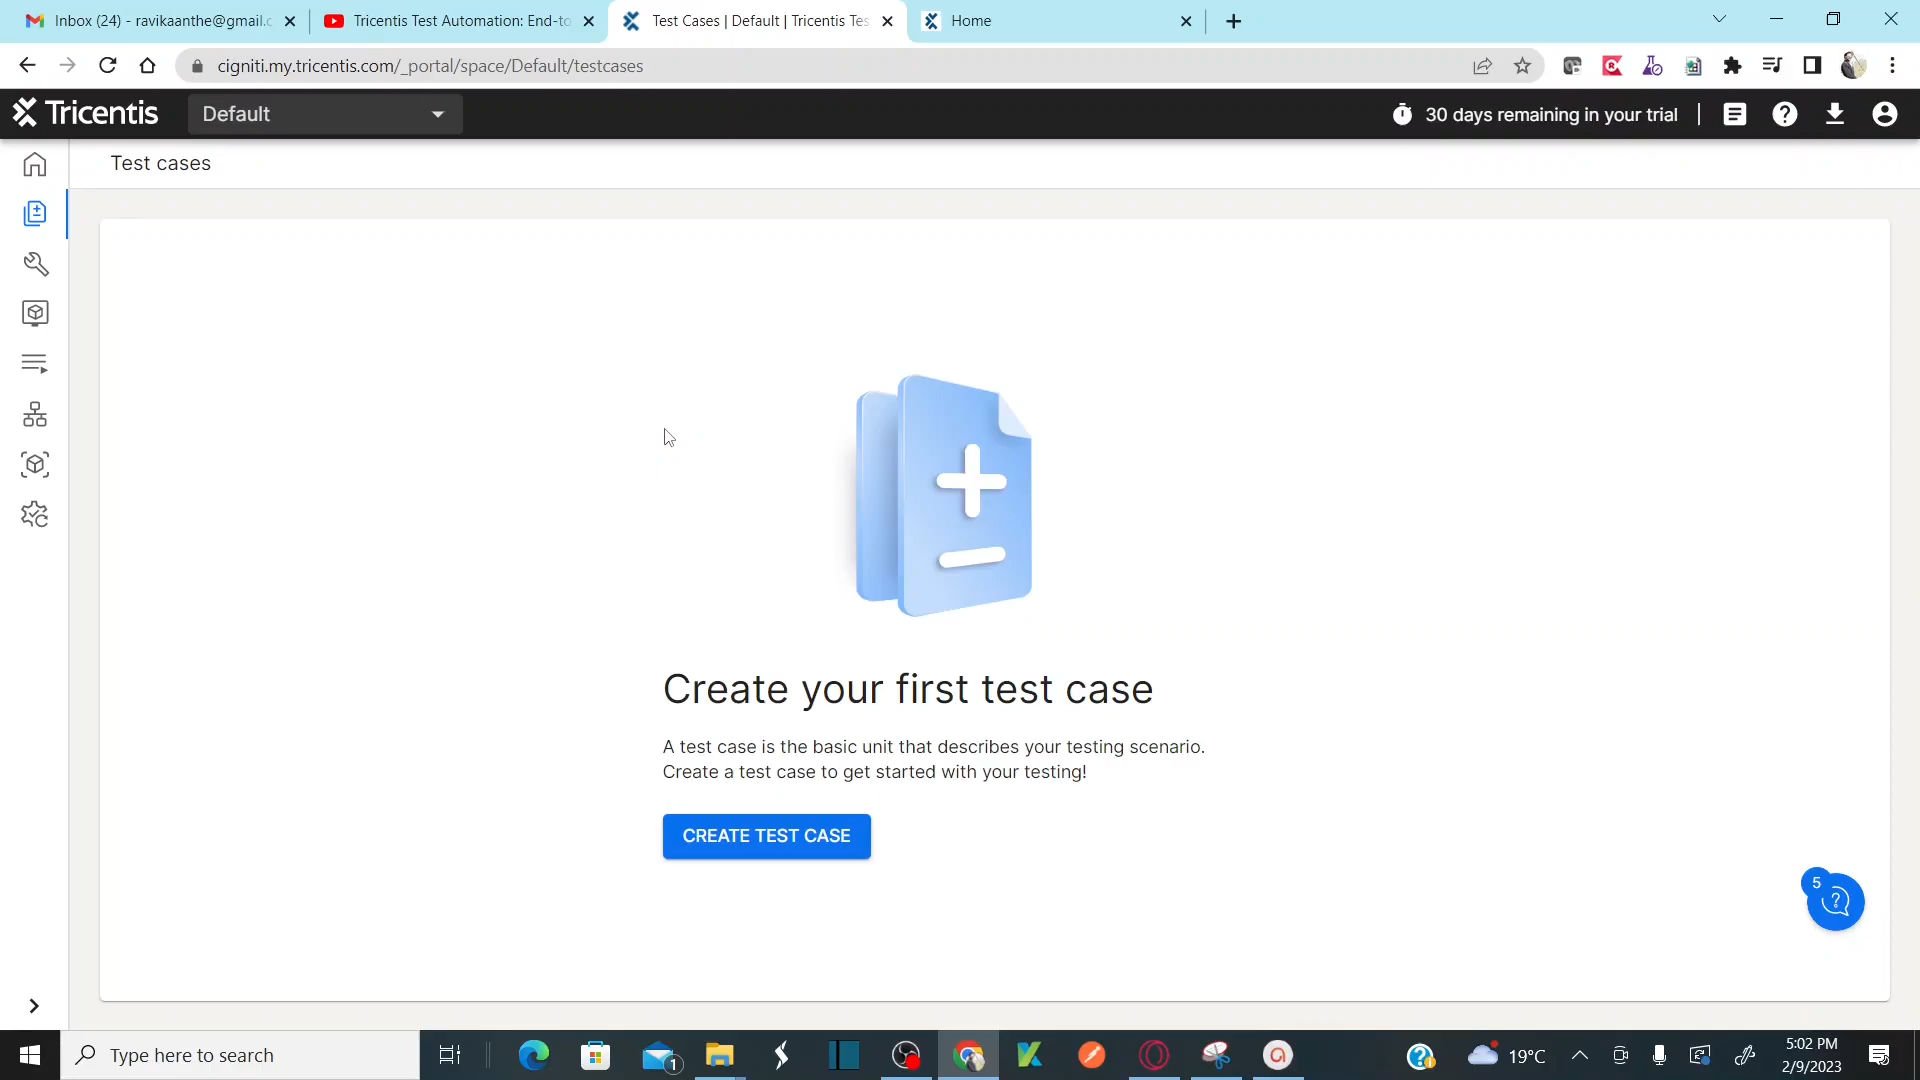 Inbox (24) - ravikaanthe@gmail.c
Tricentis Test Automation: End-to
Test Cases | Default | Tricentis Tes
Home
cigniti.my.tricentis.com/_portal/space/Default/testcases
Tricentis
Default
30 days remaining in your trial
Test cases
Create your first test case
A test case is the basic unit that describes your testing scenario.
Create a test case to get started with your testing!
CREATE TEST CASE
5
Type here to search
1
19°C
5:02 PM
2/9/2023